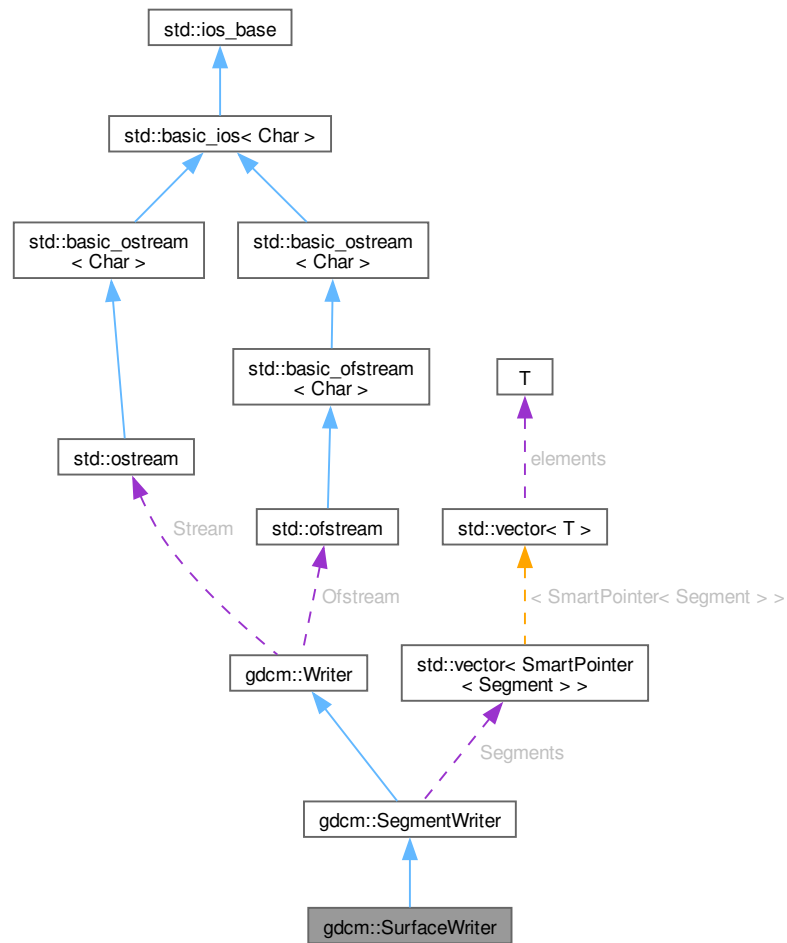 std::ios_base
std::basic_ios< Char >
std::basic_ostream
< Char >
std::basic_ostream
< Char >
std::basic_ofstream
< Char >
T
std::ostream
elements
Stream
std::ofstream
std::vector< T >
Ofstream
< SmartPointer< Segment > >
gdcm::Writer
std::vector< SmartPointer
< Segment > >
Segments
gdcm::SegmentWriter
gdcm::SurfaceWriter